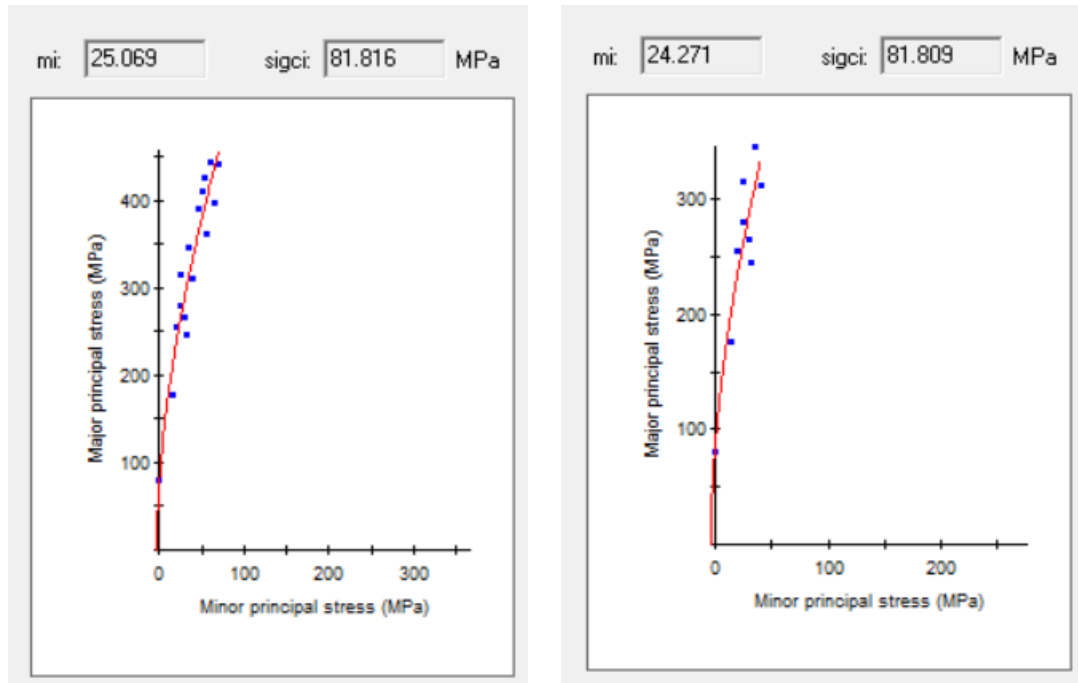 mi: 25.069 sigci: 81.816 MPa
400
300
200
100
0 100 200 300
Major principal stress (MPa)
Minor principal stress (MPa)
mi: 24.271 sigci: 81.809 MPa
300
200
100
0 100 200
Major principal stress (MPa)
Minor principal stress (MPa)